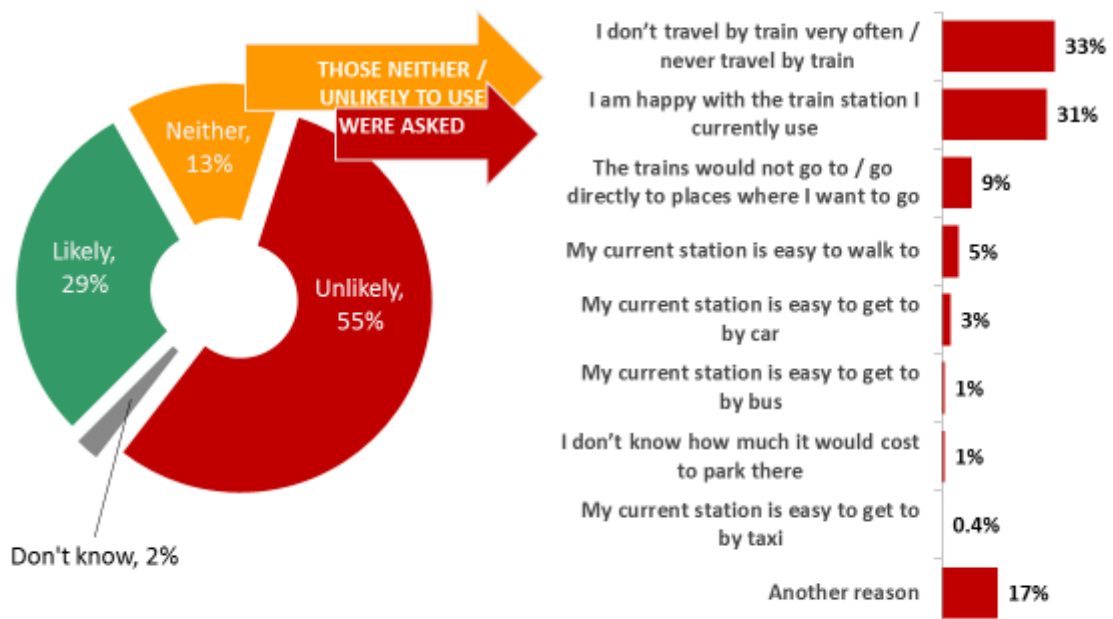 THOSE NEITHER /
UNLIKELY TO USE
WERE ASKED
Neither,
13%
Likely,
29%
Unlikely,
55%
Don't know, 2%
I don't travel by train very often /
never travel by train
33%
I am happy with the train station I
currently use
31%
The trains would not go to / go
directly to places where I want to go
9%
My current station is easy to walk to
5%
My current station is easy to get to
by car
3%
My current station is easy to get to
by bus
1%
I don't know how much it would cost
to park there
1%
My current station is easy to get to
by taxi
0.4%
Another reason
17%